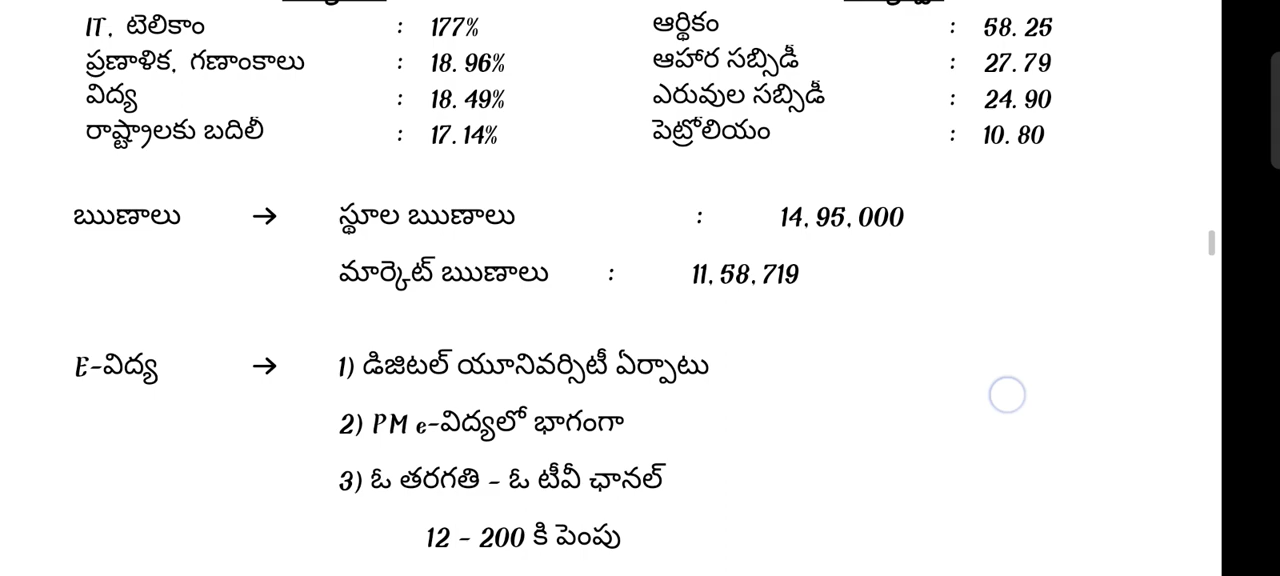 IT, టెలికాం : 177% ఆర్థికం : 58.25
ప్రణాళిక, గణాంకాలు : 18.96% ఆహార సబ్సిడీ : 27.79
విద్య : 18.49% ఎరువుల సబ్సిడీ : 24.90
రాష్ట్రాలకు బదిలీ : 17.14% పెట్రోలియం : 10.80
ఋణాలు → స్థూల ఋణాలు : 14,95,000
మార్కెట్ ఋణాలు : 11,58,719
E-విద్య → 1) డిజిటల్ యూనివర్సిటీ ఏర్పాటు
2) PM e-విద్యలో భాగంగా
3) ఓ తరగతి - ఓ టీవీ ఛానల్
12 - 200 కి పెంపు